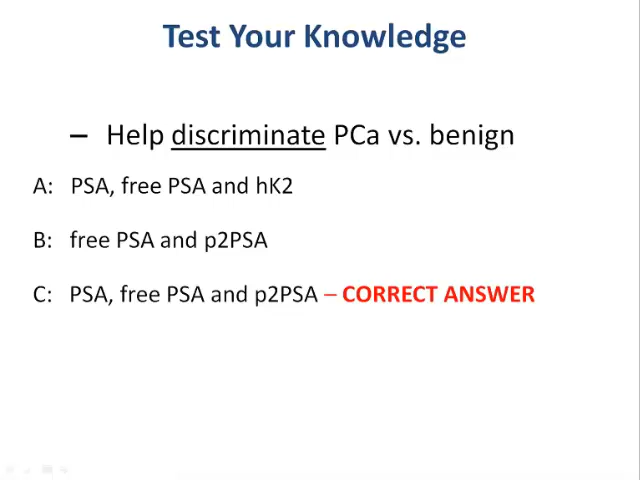 Test Your Knowledge
– Help discriminate PCa vs. benign
A: PSA, free PSA and hK2
B: free PSA and p2PSA
C: PSA, free PSA and p2PSA – CORRECT ANSWER